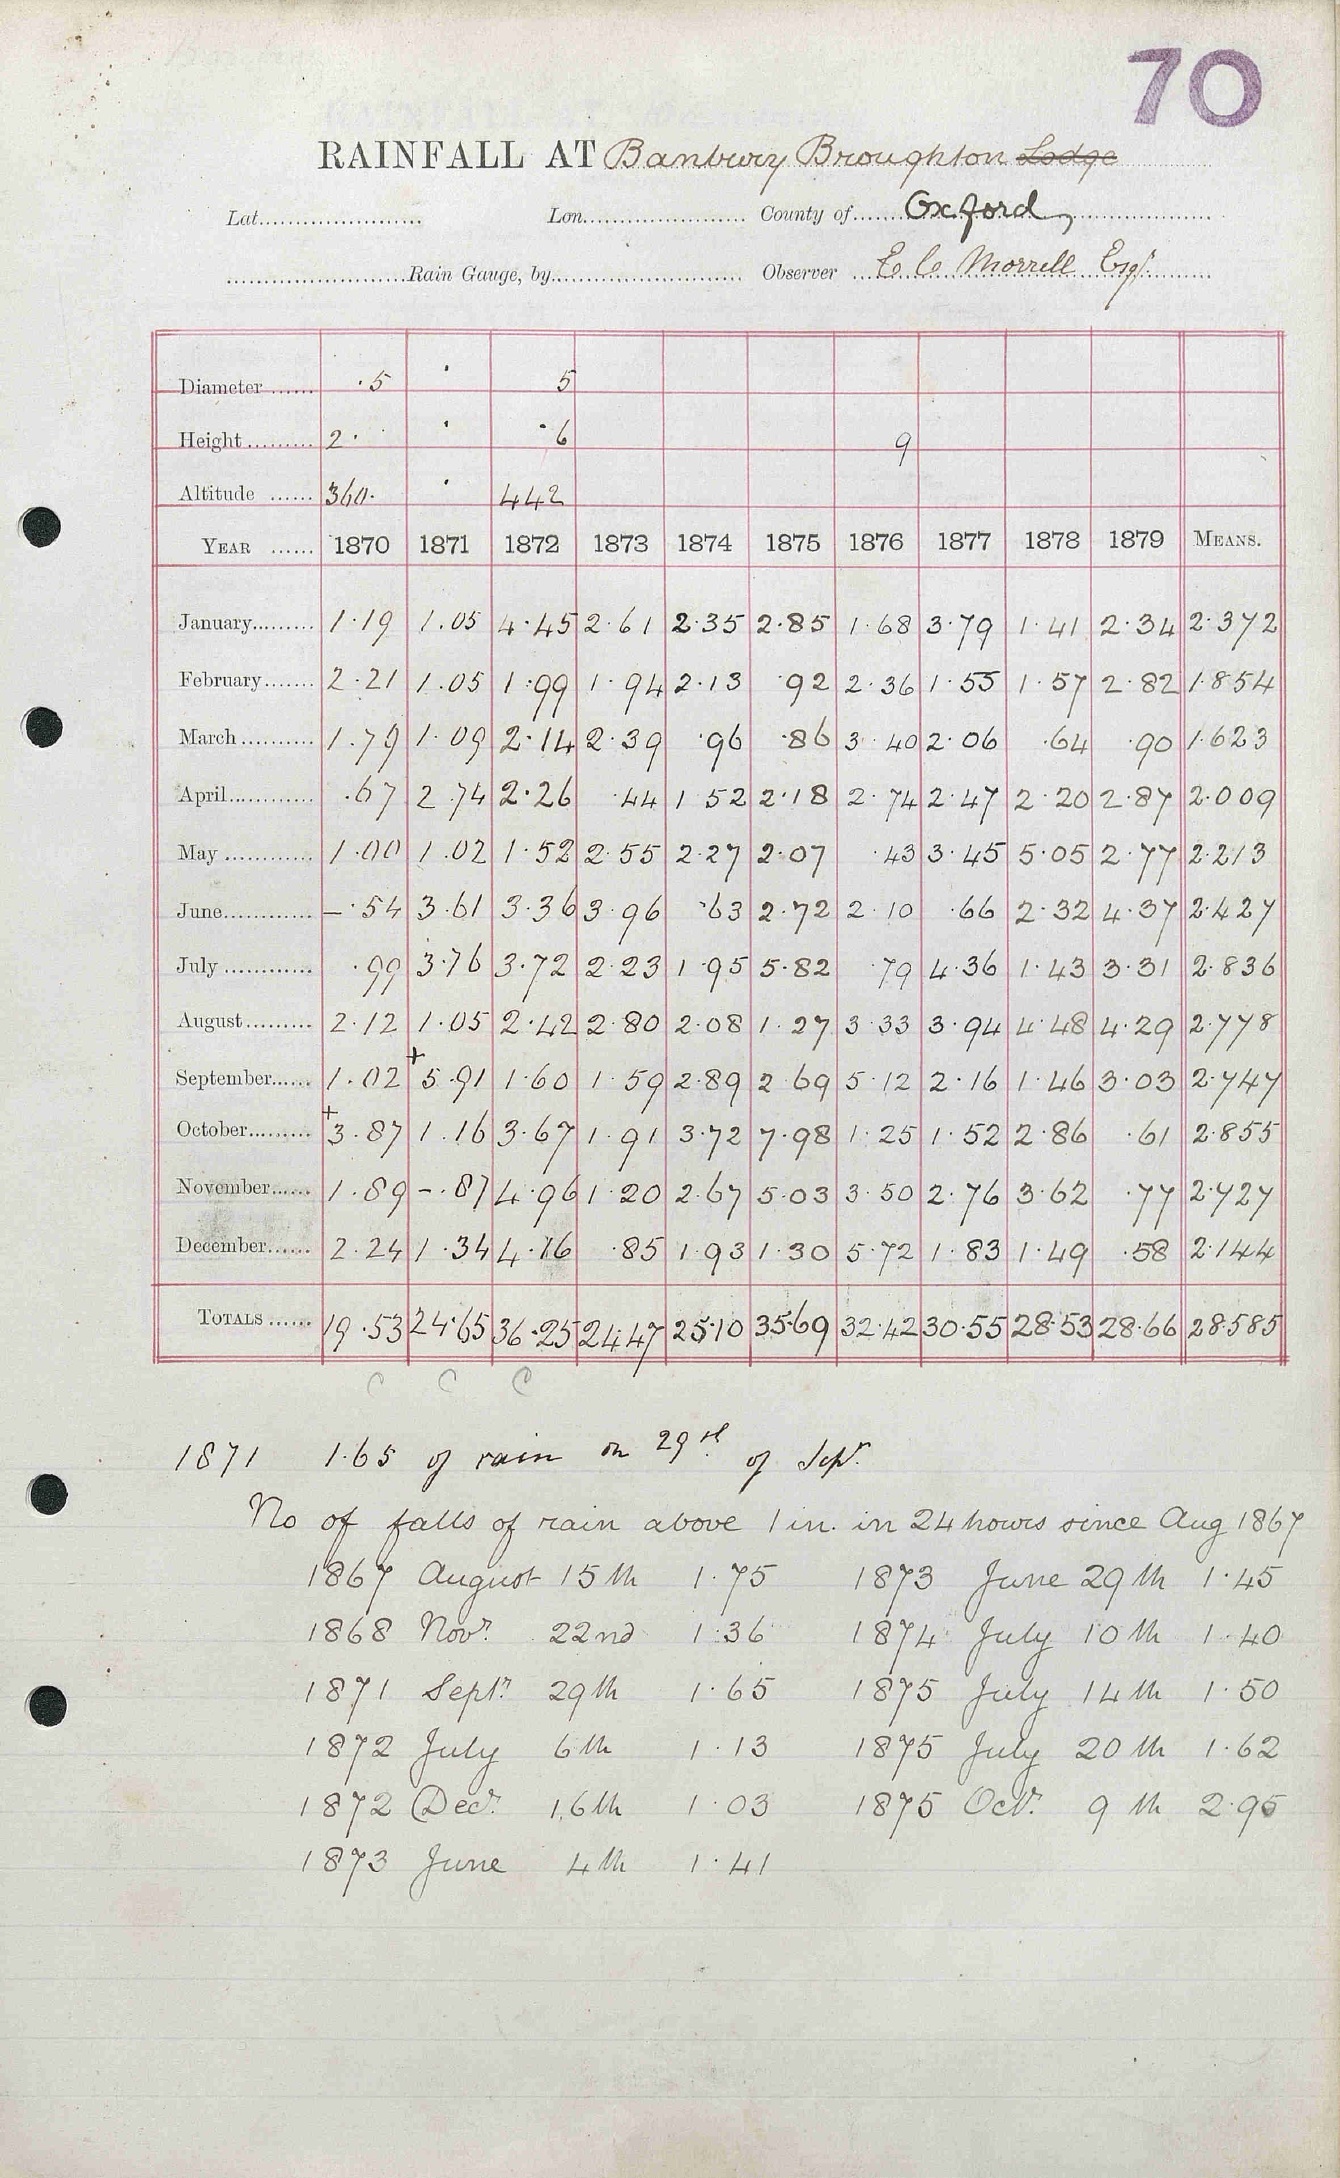 70
RAINFALL AT Banbury Broughton Lodge
Lat. Lon. County of Oxford,
Rain Gauge, by Observer E C Morrell Esqr.
Diameter ·5 · 5
Height 2· · ·6 9
Altitude 360· · 442
YEAR 1870 1871 1872 1873 1874 1875 1876 1877 1878 1879 MEANS.
January 1·19 1.05 4·45 2·61 2·35 2·85 1·68 3·79 1·41 2·34 2·372
February 2·21 1.05 1·99 1·94 2·13 ·92 2·36 1·55 1·57 2·82 1·854
March 1·79 1·09 2·14 2·39 ·96 ·86 3·40 2·06 ·64 ·90 1·623
April ·67 2.74 2·26 ·44 1·52 2·18 2·74 2·47 2·20 2·87 2·009
May 1·00 1.02 1·52 2·55 2·27 2·07 ·43 3·45 5·05 2·77 2·213
June –·54 3.61 3·36 3·96 ·63 2·72 2·10 ·66 2·32 4·37 2·427
July ·99 3·76 3·72 2·23 1·95 5·82 ·79 4·36 1·43 3·31 2·836
August 2·12 1·05 2·42 2·80 2·08 1·27 3·33 3·94 4·48 4·29 2·778
September 1·02 +5·91 1·60 1·59 2·89 2·69 5·12 2·16 1·46 3·03 2·747
October +3·87 1.16 3·67 1·91 3·72 7·98 1·25 1·52 2·86 ·61 2·855
November 1·89 –·87 4·96 1·20 2·67 5·03 3·50 2·76 3·62 ·77 2·727
December 2·24 1·34 4·16 ·85 1·93 1·30 5·72 1·83 1·49 ·58 2·144
TOTALS 19·53 24·65 36·25 24·47 25·10 35·69 32·42 30·55 28·53 28·66 28·585
C C C
1871 1·65 of rain on 29th of Sepr.
No of falls of rain above 1 in. in 24 hours since Aug 1867
1867 August 15th 1·75 1873 June 29th 1·45
1868 Novr. 22nd 1·36 1874 July 10th 1·40
1871 Septr. 29th 1·65 1875 July 14th 1·50
1872 July 6th 1·13 1875 July 20th 1·62
1872 Decr. 16th 1·03 1875 Octr. 9th 2·95
1873 June 4th 1·41